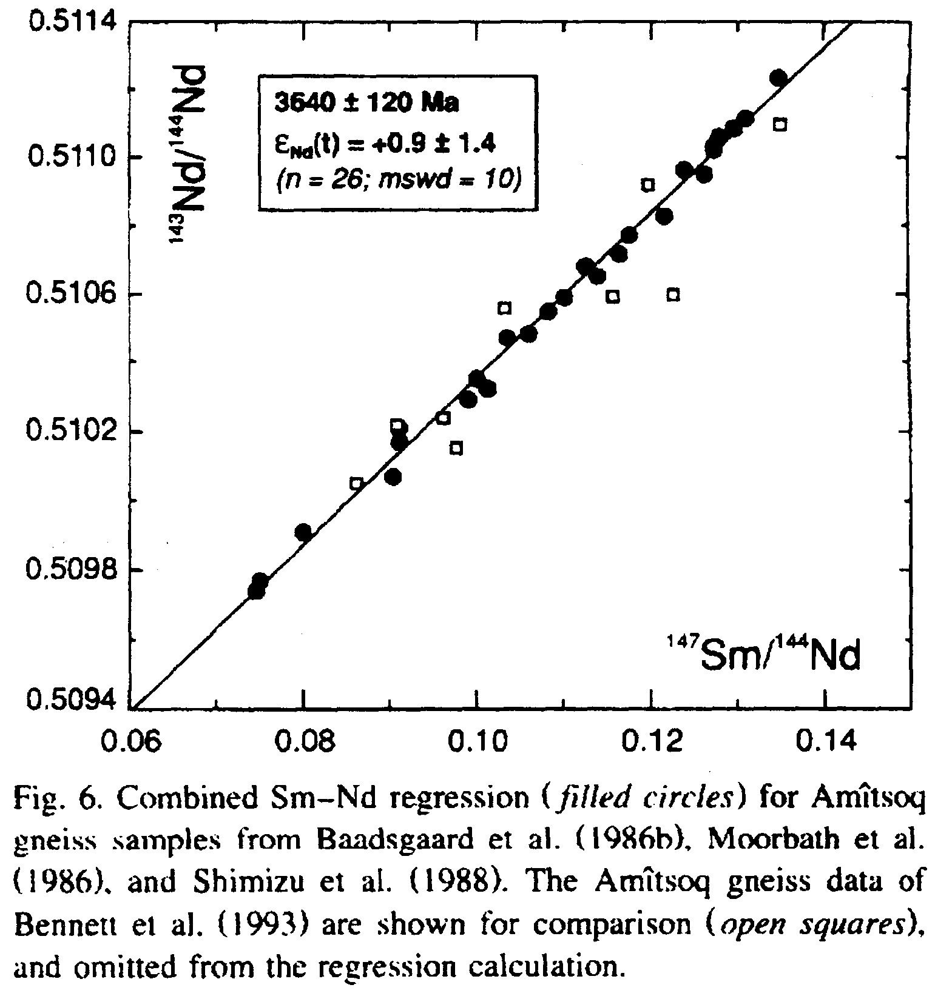 0.5114
0.5110
0.5106
0.5102
0.5098
0.5094
¹⁴³Nd/¹⁴⁴Nd
3640 ± 120 Ma
εNd(t) = +0.9 ± 1.4
(n = 26; mswd = 10)
¹⁴⁷Sm/¹⁴⁴Nd
0.06 0.08 0.10 0.12 0.14
Fig. 6. Combined Sm–Nd regression (filled circles) for Amîtsoq
gneiss samples from Baadsgaard et al. (1986b), Moorbath et al.
(1986), and Shimizu et al. (1988). The Amîtsoq gneiss data of
Bennett et al. (1993) are shown for comparison (open squares),
and omitted from the regression calculation.